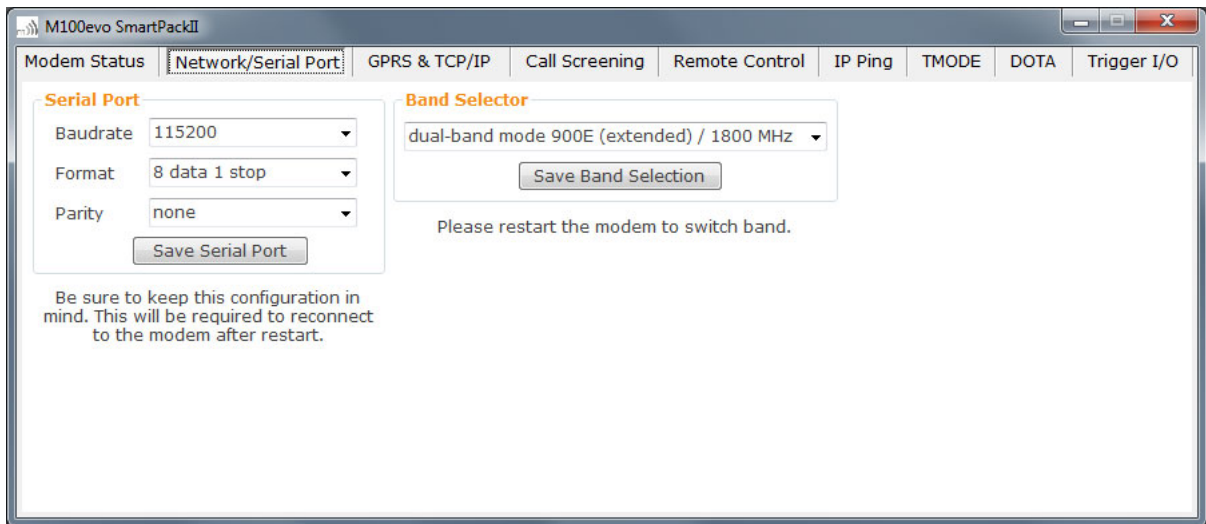 M100evo SmartPackII
Modem Status Network/Serial Port GPRS & TCP/IP Call Screening Remote Control IP Ping TMODE DOTA Trigger I/O
Serial Port
Baudrate 115200
Format 8 data 1 stop
Parity none
Save Serial Port
Be sure to keep this configuration in
mind. This will be required to reconnect
to the modem after restart.
Band Selector
dual-band mode 900E (extended) / 1800 MHz
Save Band Selection
Please restart the modem to switch band.